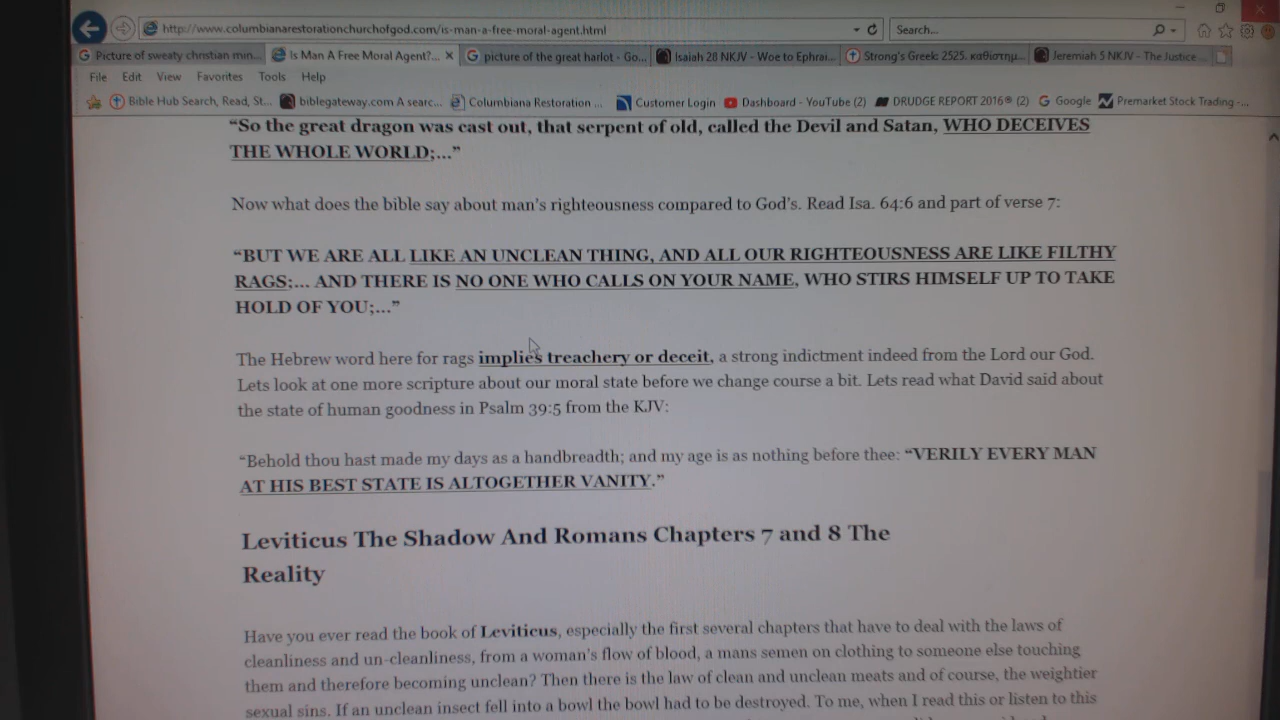 http://www.columbianarestorationchurchofgod.com/is-man-a-free-moral-agent.html
Search...
Picture of sweaty christian min...
Is Man A Free Moral Agent?...
picture of the great harlot - Go...
Isaiah 28 NKJV - Woe to Ephrai...
Strong's Greek: 2525. καθίστημ...
Jeremiah 5 NKJV - The Justice ...
File Edit View Favorites Tools Help
Bible Hub Search, Read, St...
biblegateway.com A searc...
Columbiana Restoration ...
Customer Login
Dashboard - YouTube (2)
DRUDGE REPORT 2016® (2)
Google
Premarket Stock Trading -...
“So the great dragon was cast out, that serpent of old, called the Devil and Satan, WHO DECEIVES
THE WHOLE WORLD;...”
Now what does the bible say about man’s righteousness compared to God’s. Read Isa. 64:6 and part of verse 7:
“BUT WE ARE ALL LIKE AN UNCLEAN THING, AND ALL OUR RIGHTEOUSNESS ARE LIKE FILTHY
RAGS;... AND THERE IS NO ONE WHO CALLS ON YOUR NAME, WHO STIRS HIMSELF UP TO TAKE
HOLD OF YOU;...”
The Hebrew word here for rags implies treachery or deceit, a strong indictment indeed from the Lord our God.
Lets look at one more scripture about our moral state before we change course a bit. Lets read what David said about
the state of human goodness in Psalm 39:5 from the KJV:
“Behold thou hast made my days as a handbreadth; and my age is as nothing before thee: “VERILY EVERY MAN
AT HIS BEST STATE IS ALTOGETHER VANITY.”
Leviticus The Shadow And Romans Chapters 7 and 8 The
Reality
Have you ever read the book of Leviticus, especially the first several chapters that have to deal with the laws of
cleanliness and un-cleanliness, from a woman’s flow of blood, a mans semen on clothing to someone else touching
them and therefore becoming unclean? Then there is the law of clean and unclean meats and of course, the weightier
sexual sins. If an unclean insect fell into a bowl the bowl had to be destroyed. To me, when I read this or listen to this